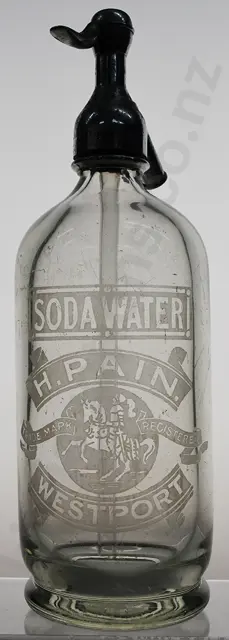 SODA WATER
H. PAIN.
TRADE MARK REGISTERED
WESTPORT